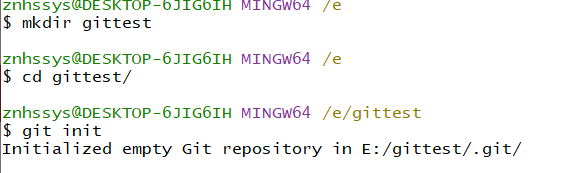 znhssys@DESKTOP-6JIG6IH MINGW64 /e
$ mkdir gittest
znhssys@DESKTOP-6JIG6IH MINGW64 /e
$ cd gittest/
znhssys@DESKTOP-6JIG6IH MINGW64 /e/gittest
$ git init
Initialized empty Git repository in E:/gittest/.git/